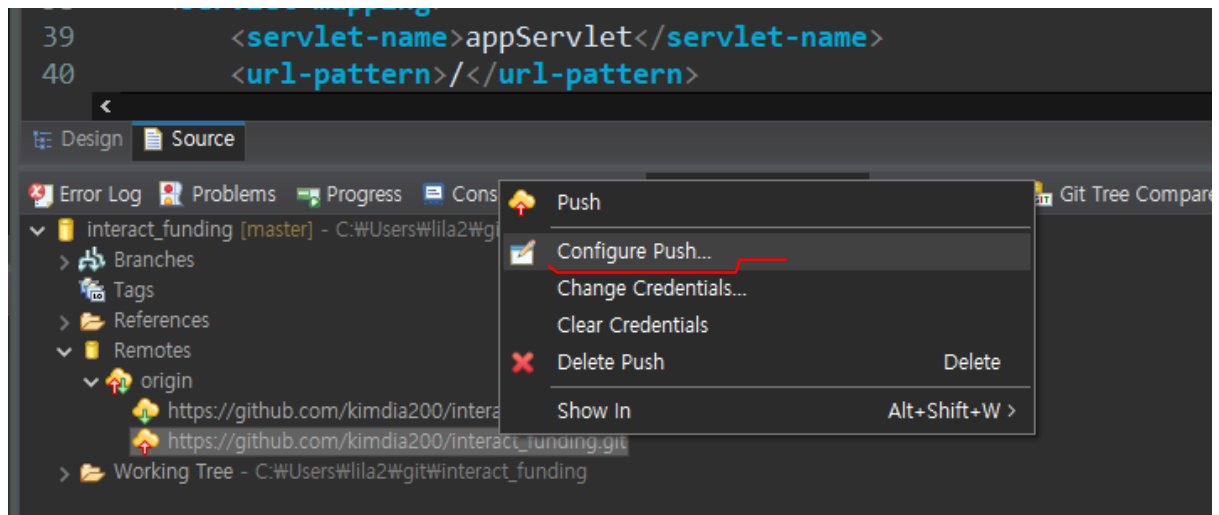 39 <servlet-name>appServlet</servlet-name>
40 <url-pattern>/</url-pattern>
<
Design Source
Error Log Problems Progress Cons Git Tree Compare
Push
interact_funding [master] - C:₩Users₩lila2₩gi
Configure Push...
Branches
Tags
Change Credentials...
References
Clear Credentials
Remotes
Delete Push Delete
origin
https://github.com/kimdia200/intera
Show In Alt+Shift+W >
https://github.com/kimdia200/interact_funding.git
Working Tree - C:₩Users₩lila2₩git₩interact_funding